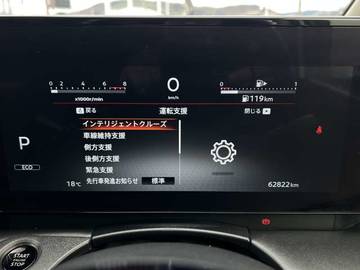 0 2 4 6 8
x1000r/min
0
km/h
0 1
119km
戻る
運転支援
閉じる
インテリジェントクルーズ
車線維持支援
側方支援
後側方支援
緊急支援
先行車発進お知らせ 標準
P
ECO
18℃
62822km
START
STOP